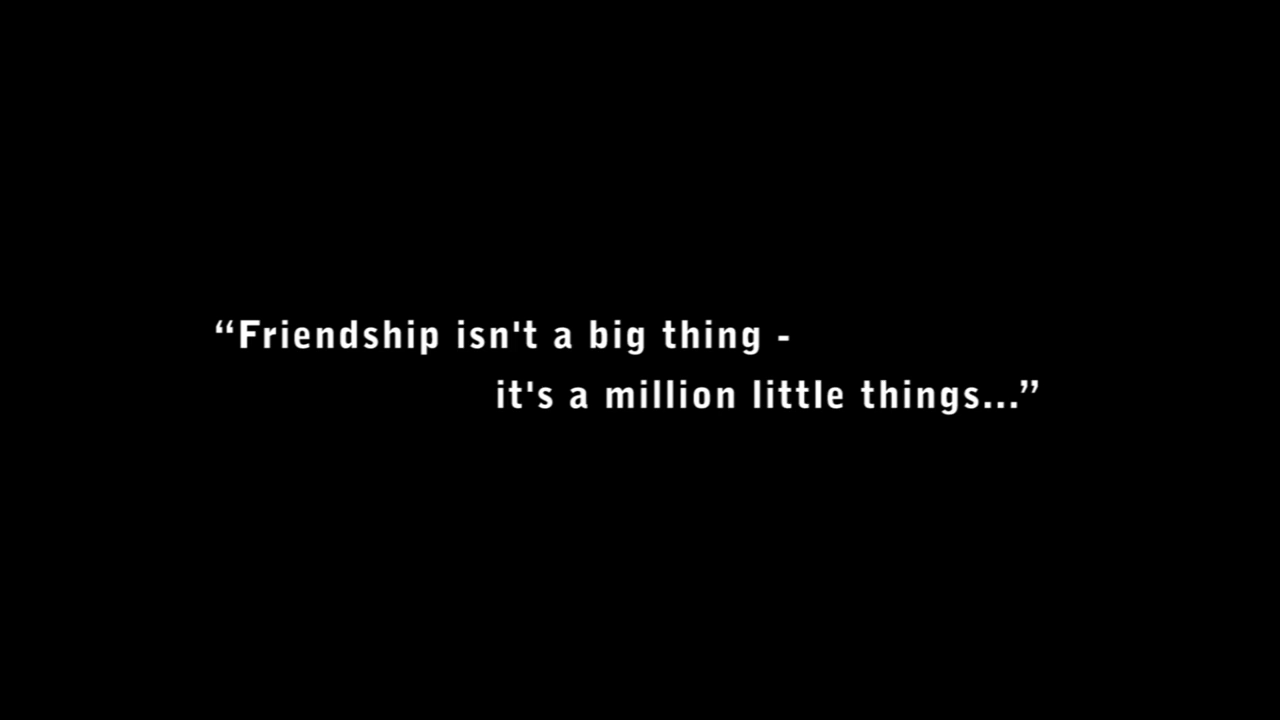 “Friendship isn't a big thing -
it's a million little things...”